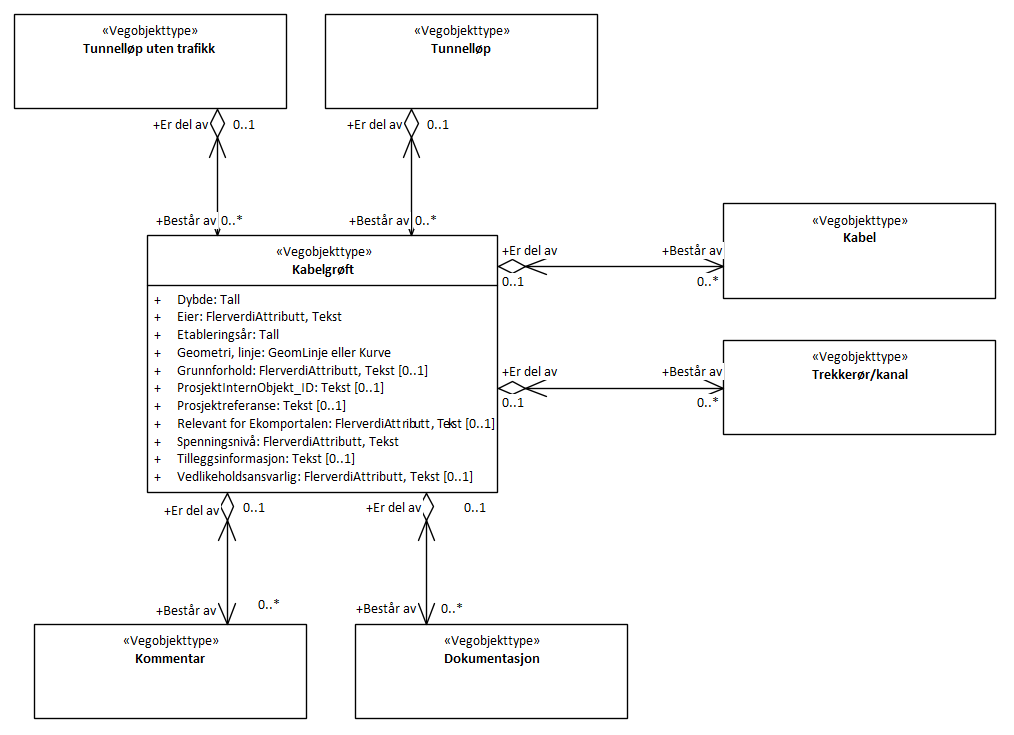 «Vegobjekttype»
Tunnelløp uten trafikk
«Vegobjekttype»
Tunnelløp
+Er del av
0..1
+Er del av
0..1
+Består av
0..*
+Består av
0..*
«Vegobjekttype»
Kabelgrøft
+ Dybde: Tall
+ Eier: FlerverdiAttributt, Tekst
+ Etableringsår: Tall
+ Geometri, linje: GeomLinje eller Kurve
+ Grunnforhold: FlerverdiAttributt, Tekst [0..1]
+ ProsjektInternObjekt_ID: Tekst [0..1]
+ Prosjektreferanse: Tekst [0..1]
+ Relevant for Ekomportalen: FlerverdiAttributt, Tekst [0..1]
+ Spenningsnivå: FlerverdiAttributt, Tekst
+ Tilleggsinformasjon: Tekst [0..1]
+ Vedlikeholdsansvarlig: FlerverdiAttributt, Tekst [0..1]
+Er del av
0..1
+Består av
0..*
«Vegobjekttype»
Kabel
+Er del av
0..1
+Består av
0..*
«Vegobjekttype»
Trekkerør/kanal
+Er del av
0..1
+Er del av
0..1
+Består av
0..*
+Består av
0..*
«Vegobjekttype»
Kommentar
«Vegobjekttype»
Dokumentasjon